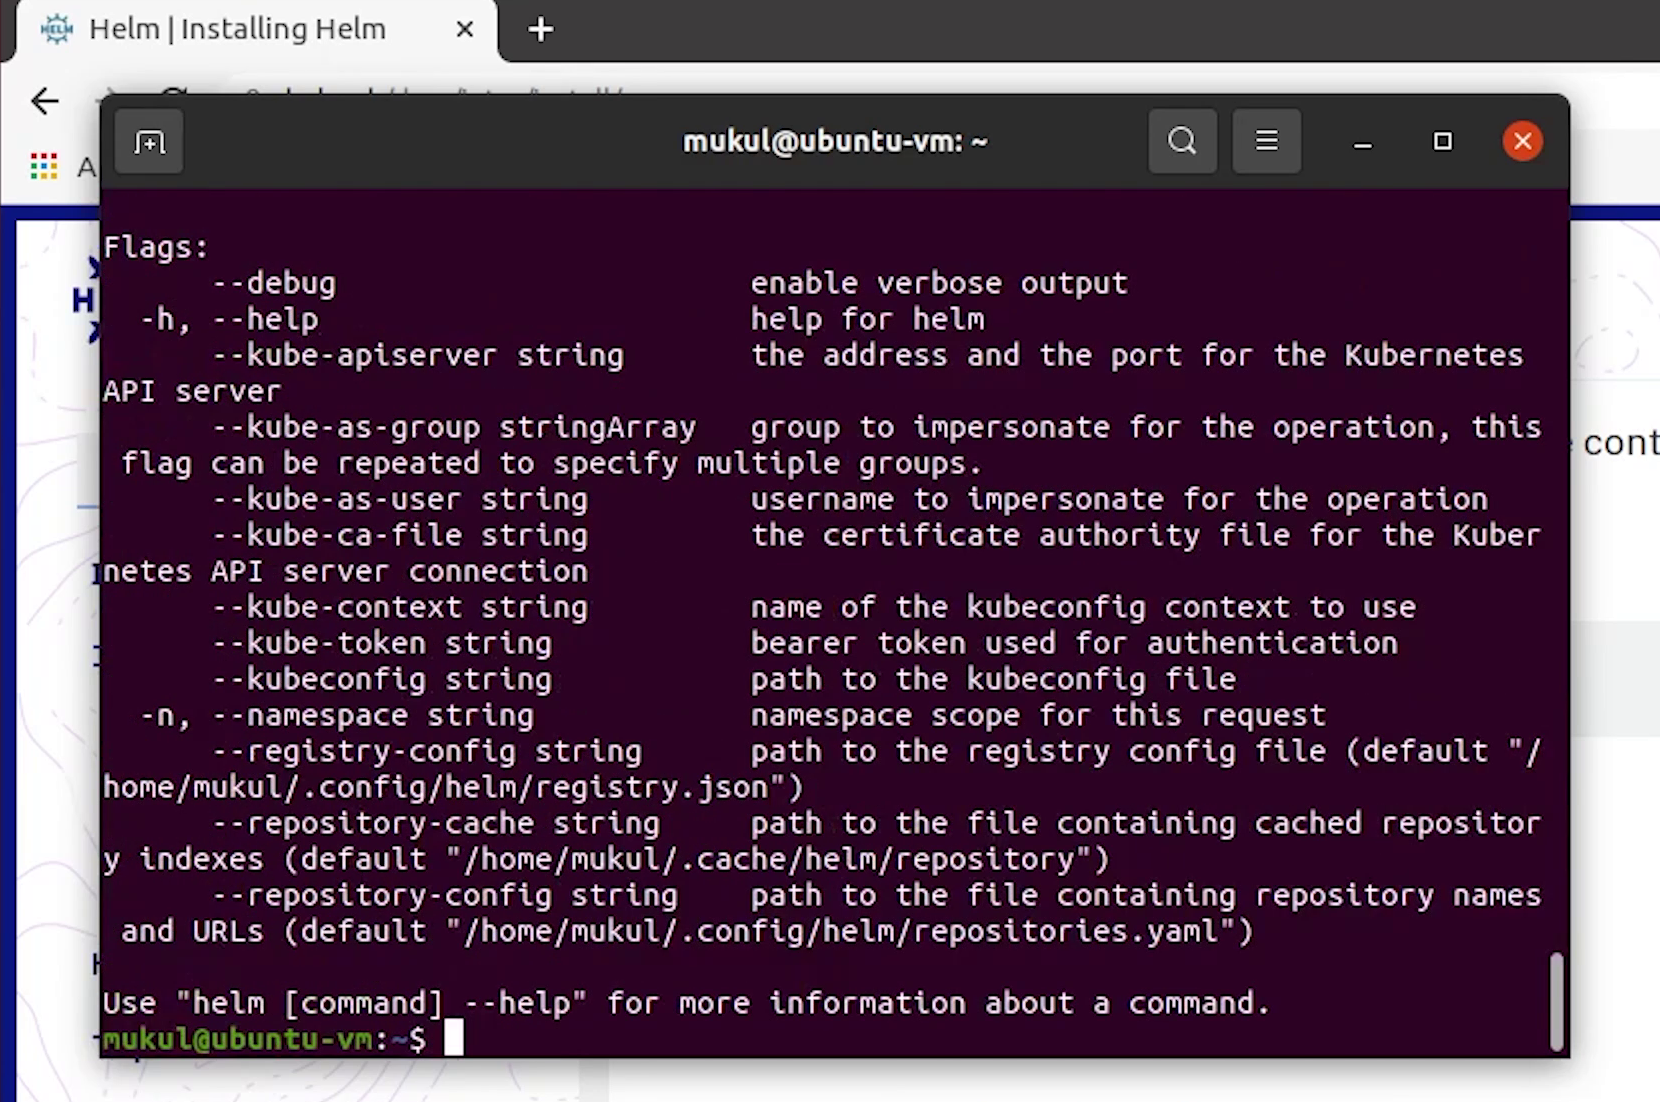 Helm | Installing Helm
mukul@ubuntu-vm: ~
Flags:
--debug enable verbose output
-h, --help help for helm
--kube-apiserver string the address and the port for the Kubernetes
API server
--kube-as-group stringArray group to impersonate for the operation, this
flag can be repeated to specify multiple groups.
--kube-as-user string username to impersonate for the operation
--kube-ca-file string the certificate authority file for the Kuber
netes API server connection
--kube-context string name of the kubeconfig context to use
--kube-token string bearer token used for authentication
--kubeconfig string path to the kubeconfig file
-n, --namespace string namespace scope for this request
--registry-config string path to the registry config file (default "/
home/mukul/.config/helm/registry.json")
--repository-cache string path to the file containing cached repositor
y indexes (default "/home/mukul/.cache/helm/repository")
--repository-config string path to the file containing repository names
and URLs (default "/home/mukul/.config/helm/repositories.yaml")
Use "helm [command] --help" for more information about a command.
mukul@ubuntu-vm:~$